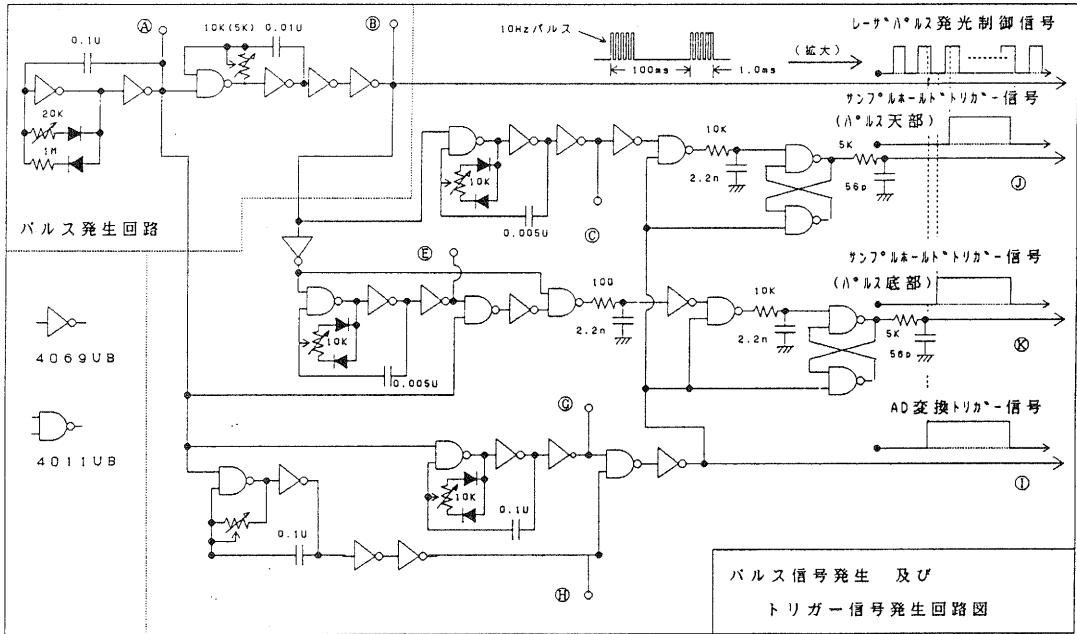 Ⓐ
Ⓑ
0.1U
10K(5K)
0.01U
20K
1M
パルス発生回路
10Hzパルス
100ms
1.0ms
(拡大)
レーザパルス発光制御信号
サンプルホールドトリガー信号
(パルス天部)
10K
2.2n
5K
56p
Ⓙ
10K
0.005U
Ⓒ
Ⓔ
10K
0.005U
100
2.2n
10K
2.2n
サンプルホールドトリガー信号
(パルス底部)
5K
56p
Ⓚ
4069UB
4011UB
Ⓖ
10K
0.1U
AD変換トリガー信号
Ⓘ
0.1U
Ⓗ
パルス信号発生 及び
トリガー信号発生回路図